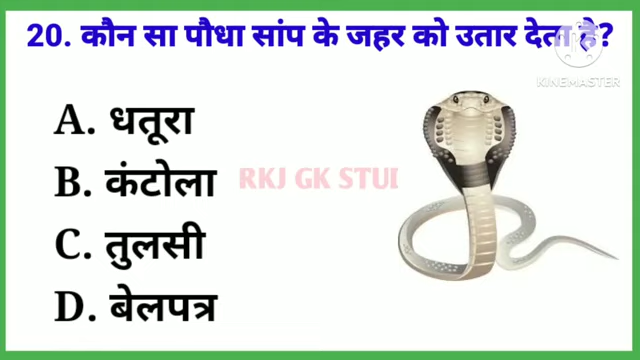 20. कौन सा पौधा सांप के जहर को उतार देता है?
KINEMASTER
A. धतूरा
B. कंटोला
RKJ GK STUI
C. तुलसी
D. बेलपत्र